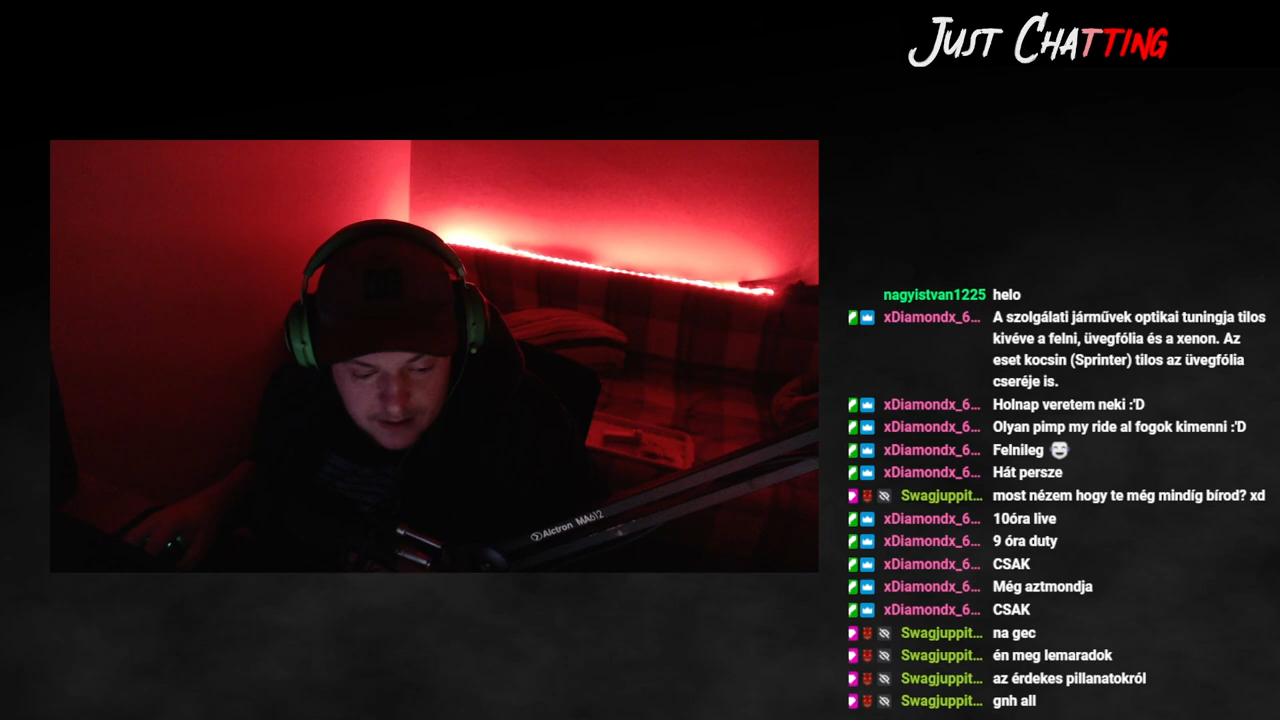 JUST CHATTING
nagyistvan1225 helo
xDiamondx_6... A szolgálati járművek optikai tuningja tilos
kivéve a felni, üvegfólia és a xenon. Az
eset kocsin (Sprinter) tilos az üvegfólia
cseréje is.
xDiamondx_6... Holnap veretem neki :'D
xDiamondx_6... Olyan pimp my ride al fogok kimenni :'D
xDiamondx_6... Felnileg
xDiamondx_6... Hát persze
Swagjuppit... most nézem hogy te még mindíg bírod? xd
xDiamondx_6... 10óra live
xDiamondx_6... 9 óra duty
xDiamondx_6... CSAK
xDiamondx_6... Még aztmondja
xDiamondx_6... CSAK
Swagjuppit... na gec
Swagjuppit... én meg lemaradok
Swagjuppit... az érdekes pillanatokról
Swagjuppit... gnh all
Alctron MA612